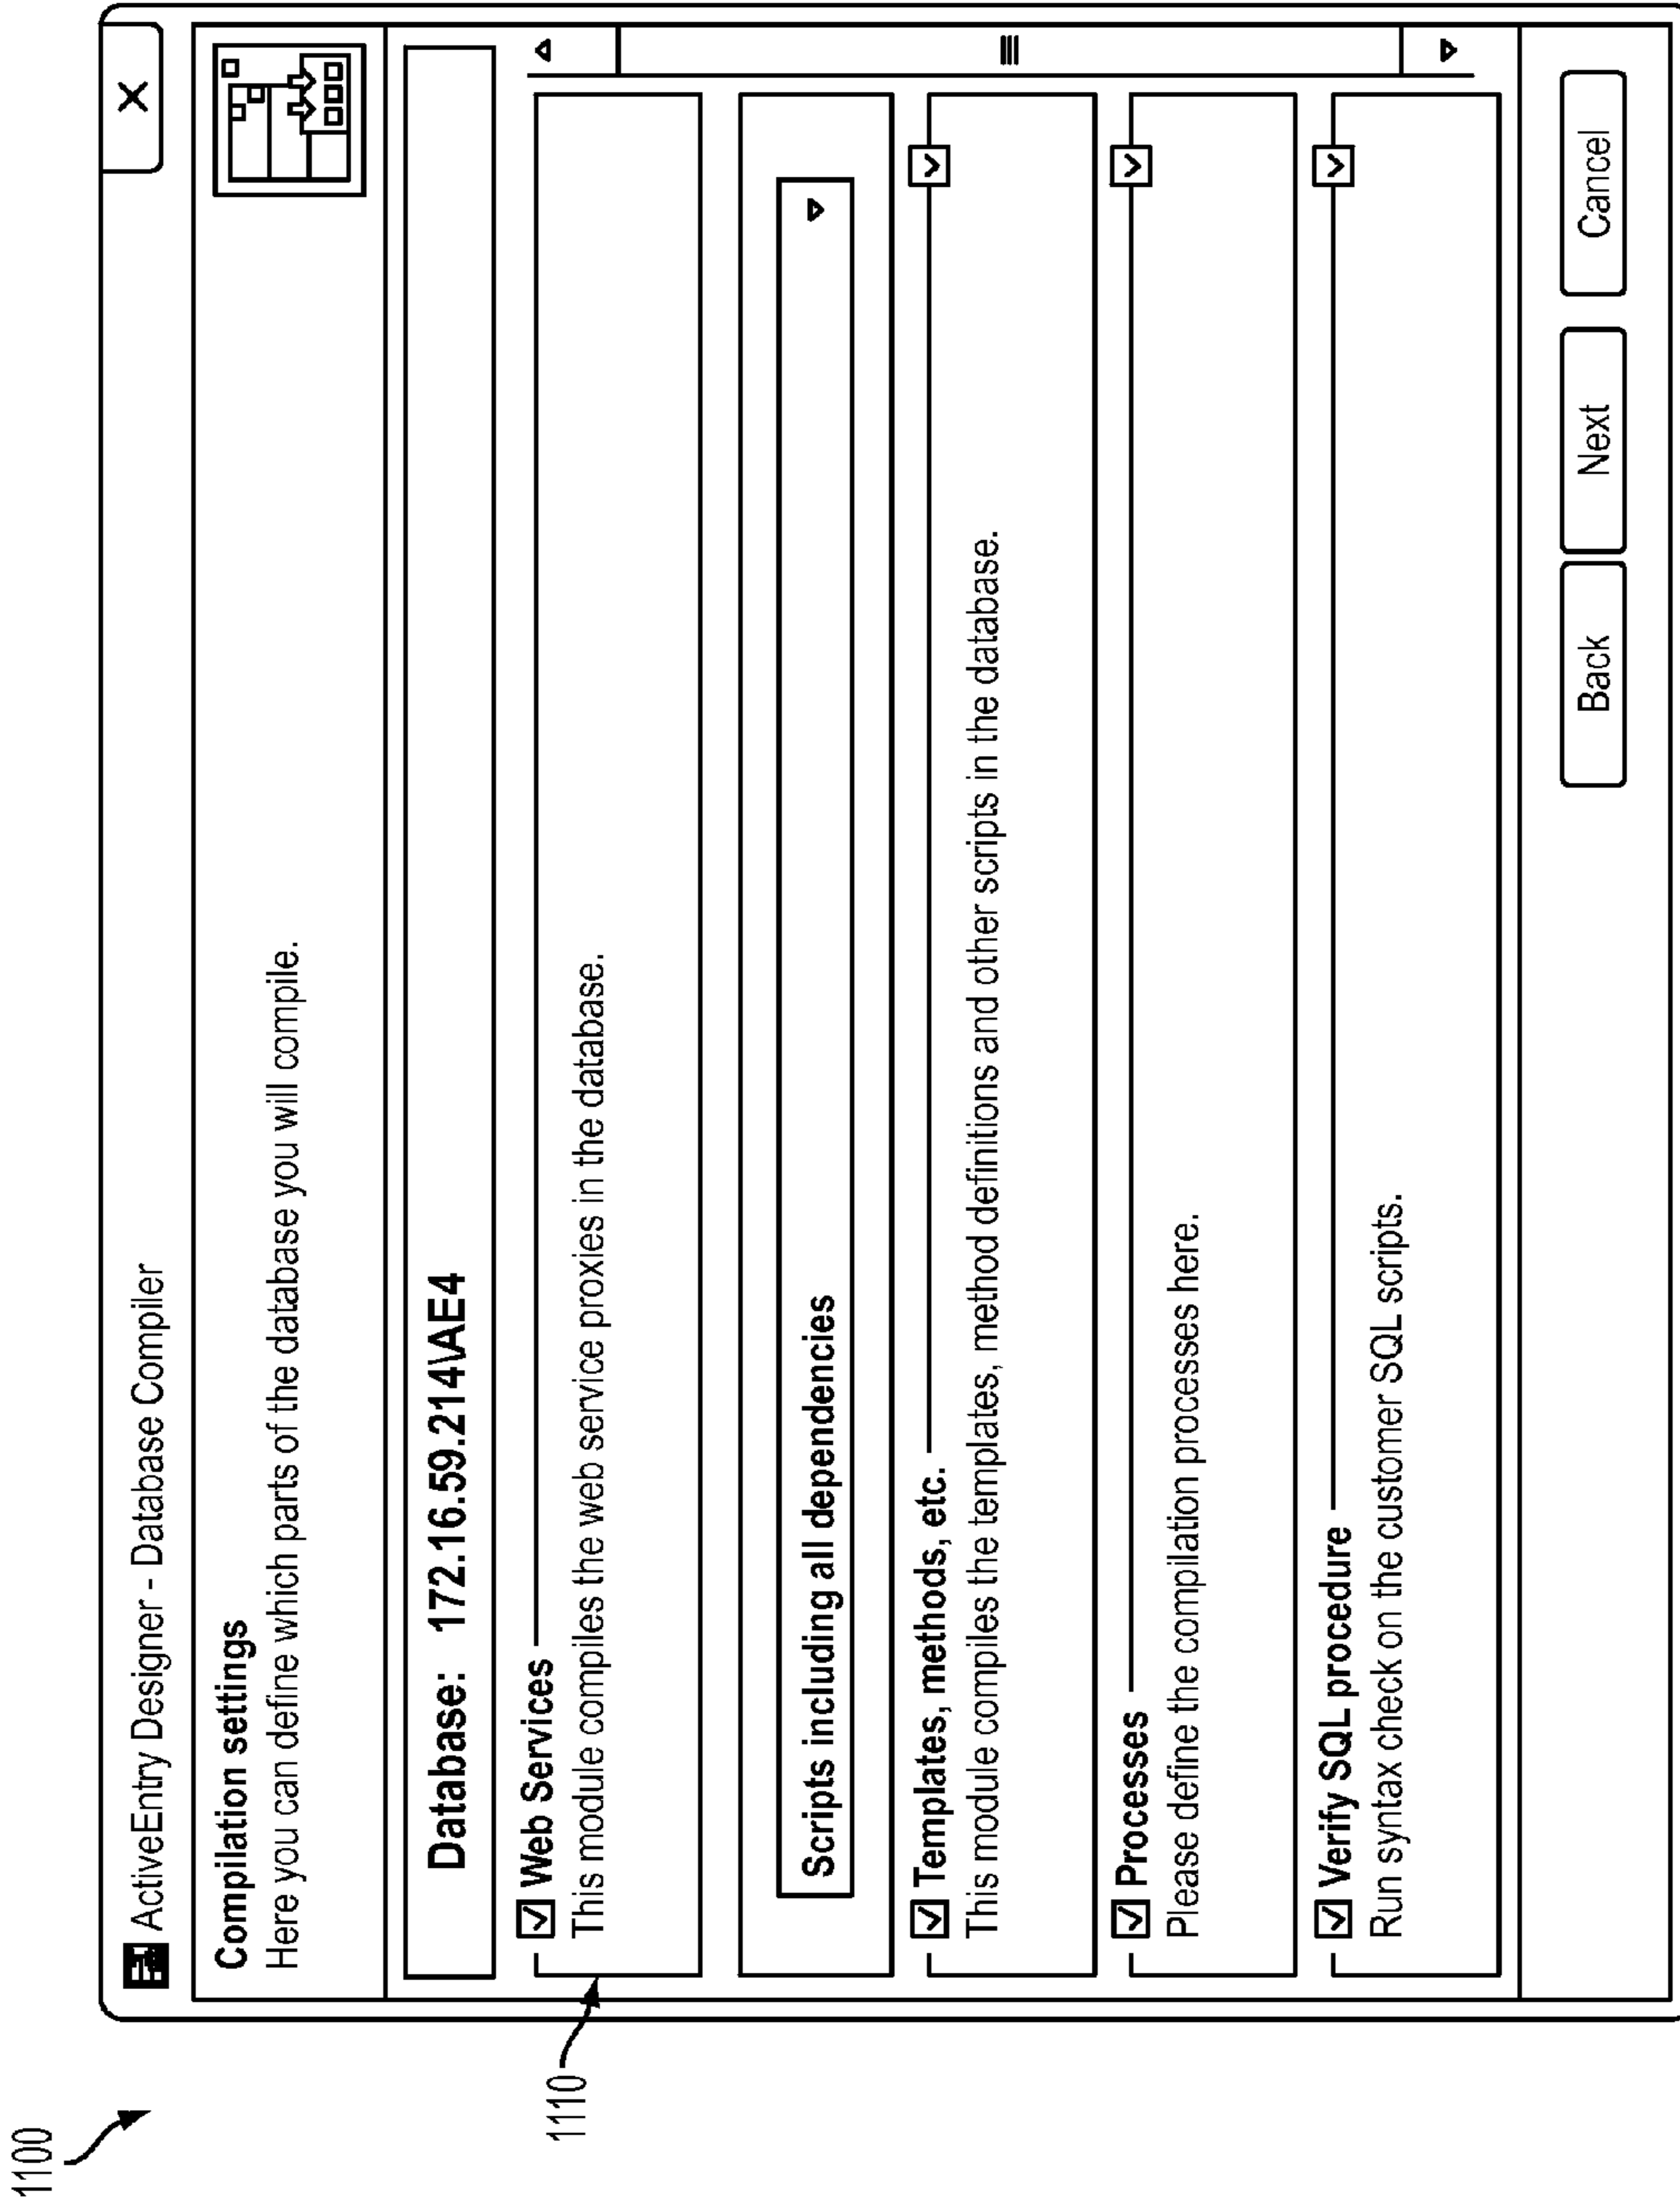 1100
ActiveEntry Designer - Database Compiler
X
Compilation settings
Here you can define which parts of the database you will compile.
Database: 172.16.59.214\AE4
Web Services
1110
This module compiles the web service proxies in the database.
Scripts including all dependencies
Templates, methods, etc.
This module compiles the templates, method definitions and other scripts in the database.
Processes
Please define the compilation processes here.
Verify SQL procedure
Run syntax check on the customer SQL scripts.
Back
Next
Cancel